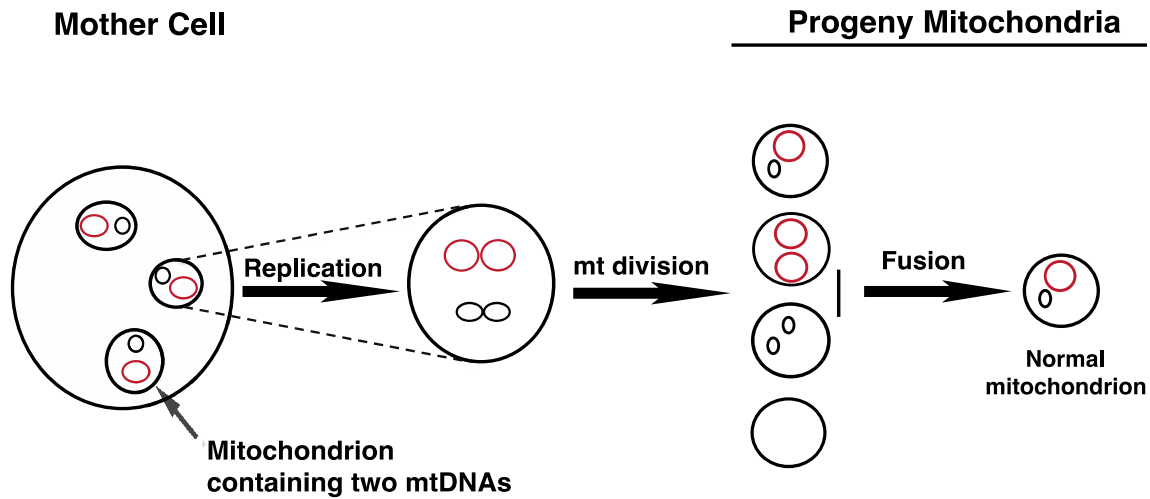 Mother Cell
Progeny Mitochondria
Replication
mt division
Fusion
Normal
mitochondrion
Mitochondrion
containing two mtDNAs